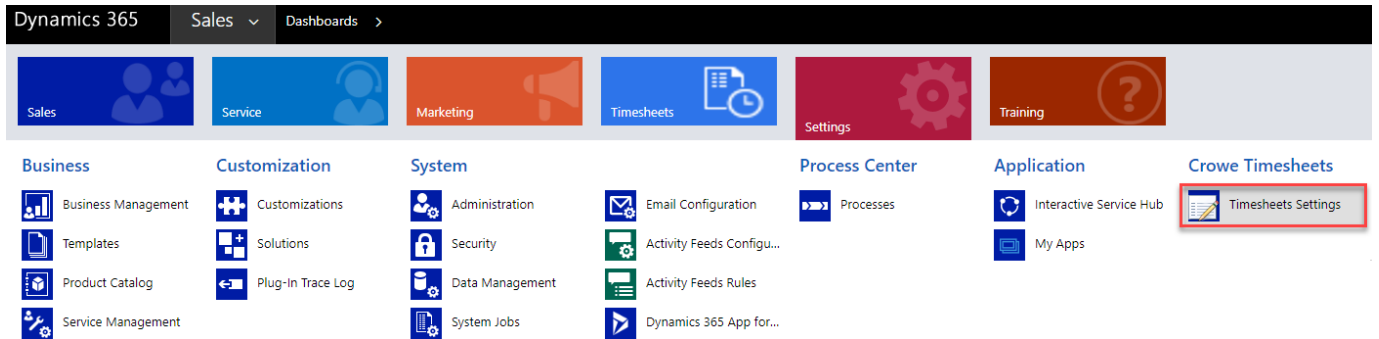 Dynamics 365 Sales Dashboards
Sales Service Marketing Timesheets Settings Training
Business Customization System Process Center Application Crowe Timesheets
Business Management Customizations Administration Email Configuration Processes Interactive Service Hub Timesheets Settings
Templates Solutions Security Activity Feeds Configu... My Apps
Product Catalog Plug-In Trace Log Data Management Activity Feeds Rules
Service Management System Jobs Dynamics 365 App for...